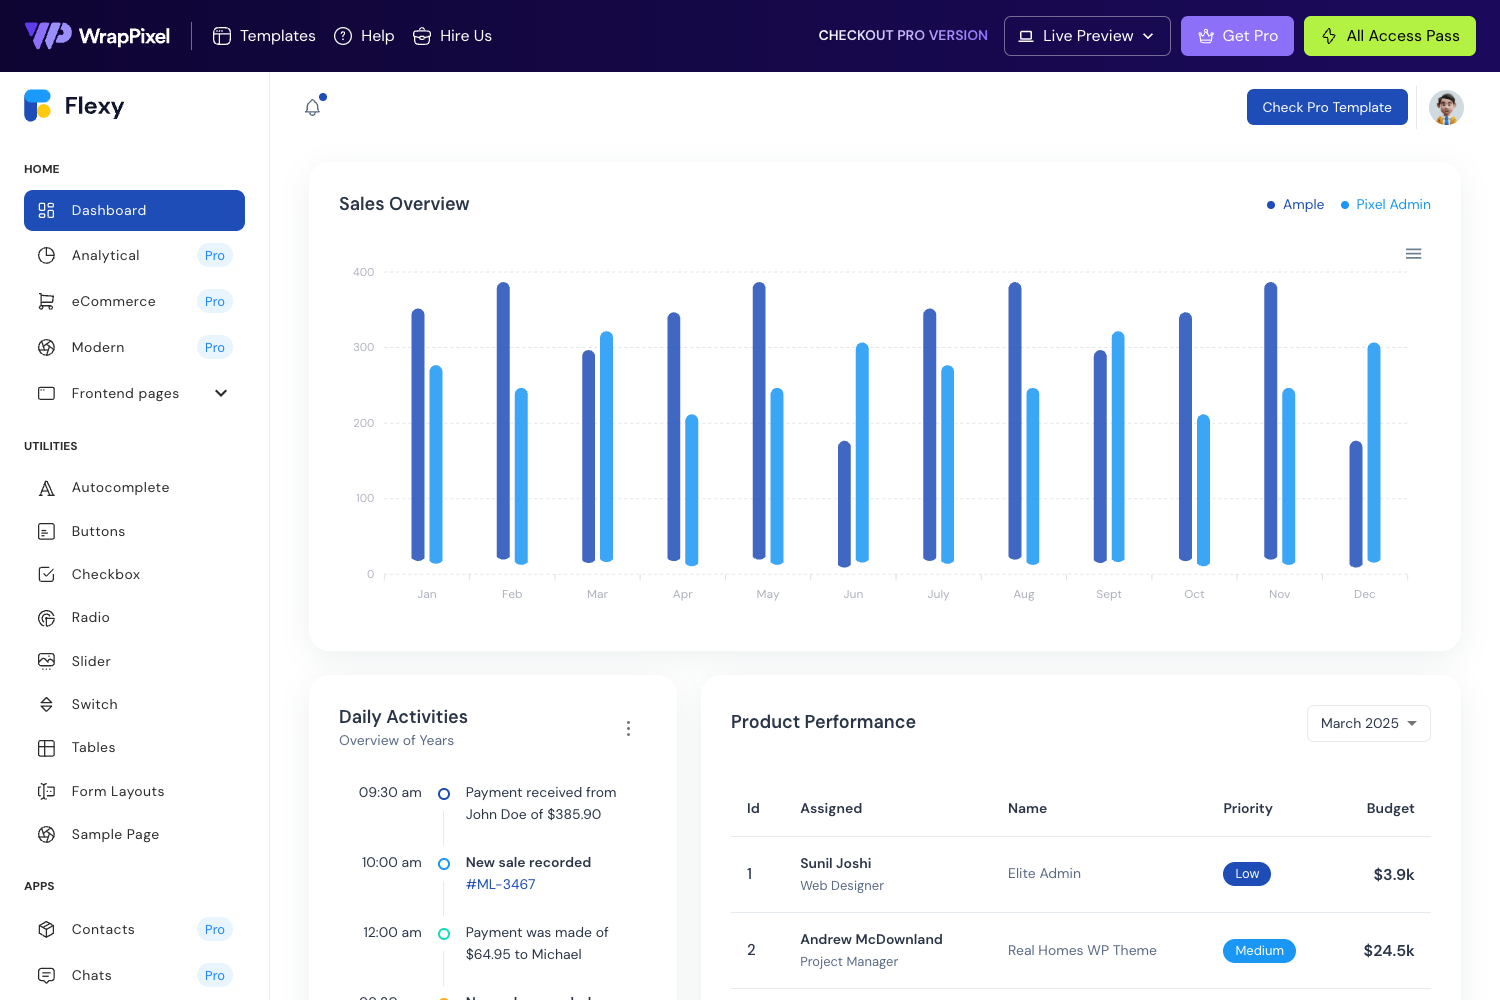 WrapPixel
Templates
Help
Hire Us
CHECKOUT PRO VERSION
Live Preview
Get Pro
All Access Pass
Flexy
Check Pro Template
HOME
Dashboard
Analytical Pro
eCommerce Pro
Modern Pro
Frontend pages
UTILITIES
Autocomplete
Buttons
Checkbox
Radio
Slider
Switch
Tables
Form Layouts
Sample Page
APPS
Contacts Pro
Chats Pro
Sales Overview
Ample Pixel Admin
400
300
200
100
0
Jan Feb Mar Apr May Jun July Aug Sept Oct Nov Dec
Daily Activities
Overview of Years
09:30 am Payment received from
John Doe of $385.90
10:00 am New sale recorded
#ML-3467
12:00 am Payment was made of
$64.95 to Michael
Product Performance
March 2025
Id Assigned Name Priority Budget
1 Sunil Joshi Elite Admin Low $3.9k
Web Designer
2 Andrew McDownland Real Homes WP Theme Medium $24.5k
Project Manager